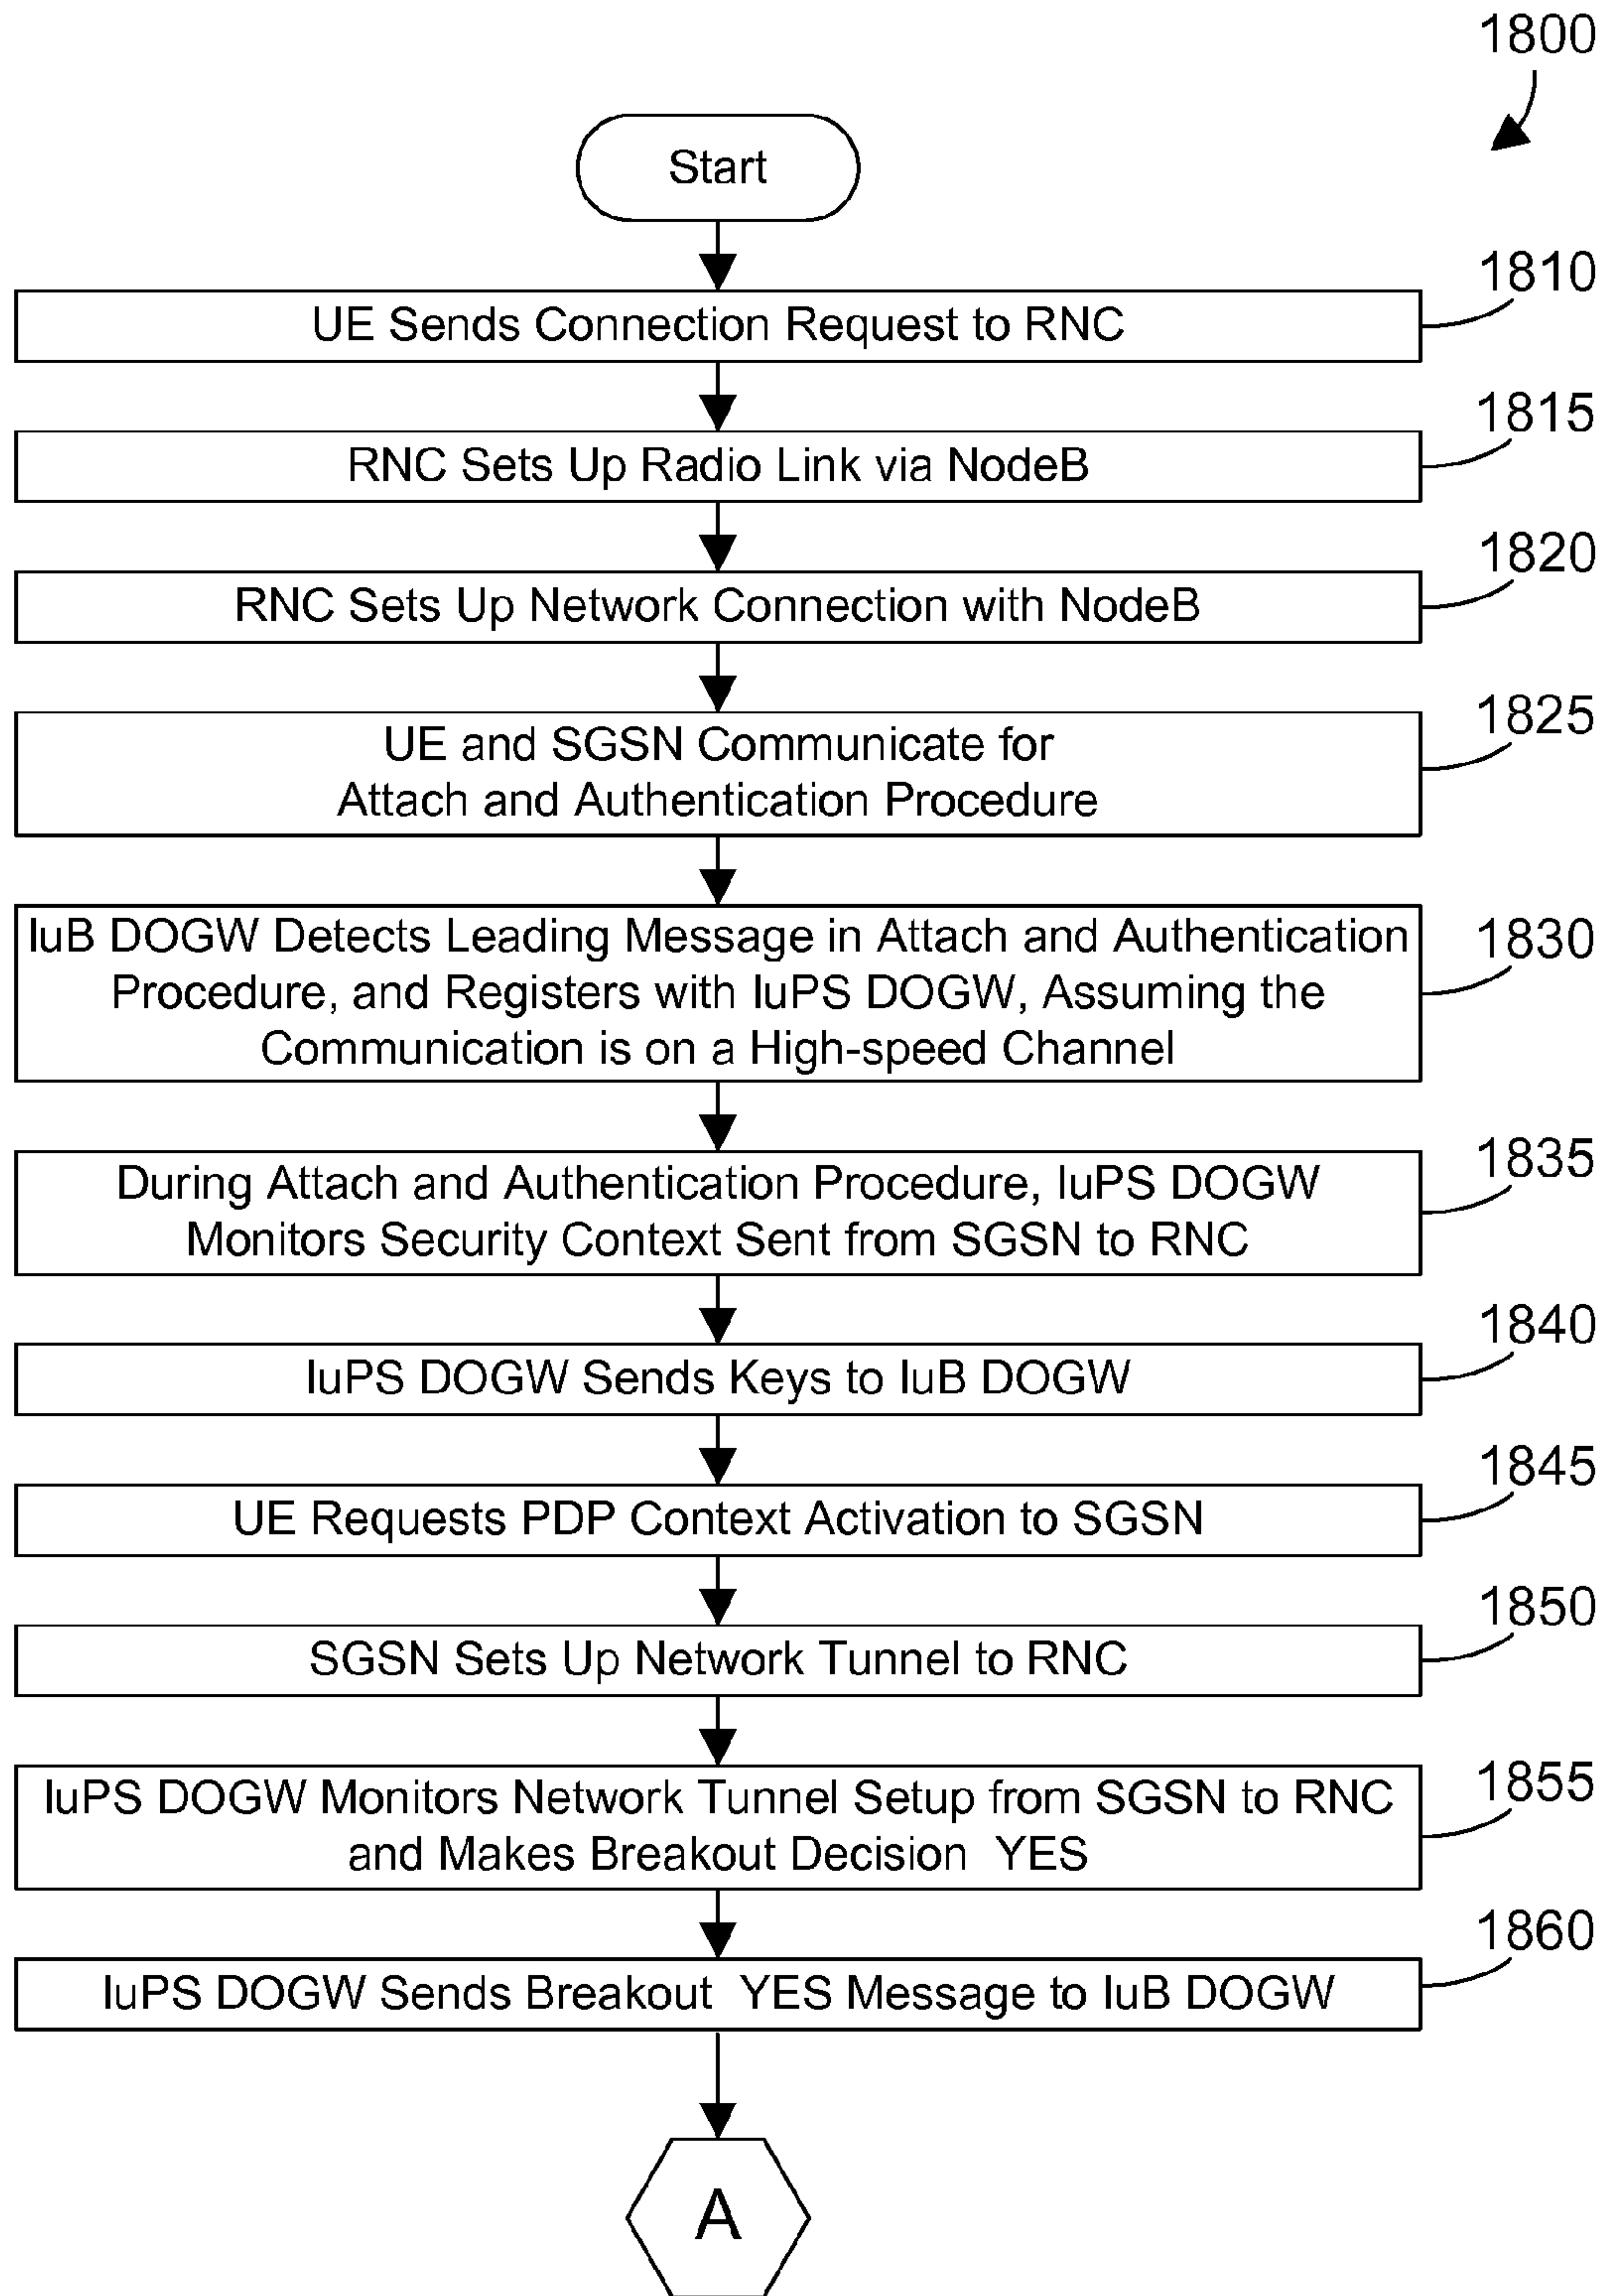 1800
Start
1810
UE Sends Connection Request to RNC
1815
RNC Sets Up Radio Link via NodeB
1820
RNC Sets Up Network Connection with NodeB
1825
UE and SGSN Communicate for
Attach and Authentication Procedure
1830
IuB DOGW Detects Leading Message in Attach and Authentication
Procedure, and Registers with IuPS DOGW, Assuming the
Communication is on a High-speed Channel
1835
During Attach and Authentication Procedure, IuPS DOGW
Monitors Security Context Sent from SGSN to RNC
1840
IuPS DOGW Sends Keys to IuB DOGW
1845
UE Requests PDP Context Activation to SGSN
1850
SGSN Sets Up Network Tunnel to RNC
1855
IuPS DOGW Monitors Network Tunnel Setup from SGSN to RNC
and Makes Breakout Decision YES
1860
IuPS DOGW Sends Breakout YES Message to IuB DOGW
A